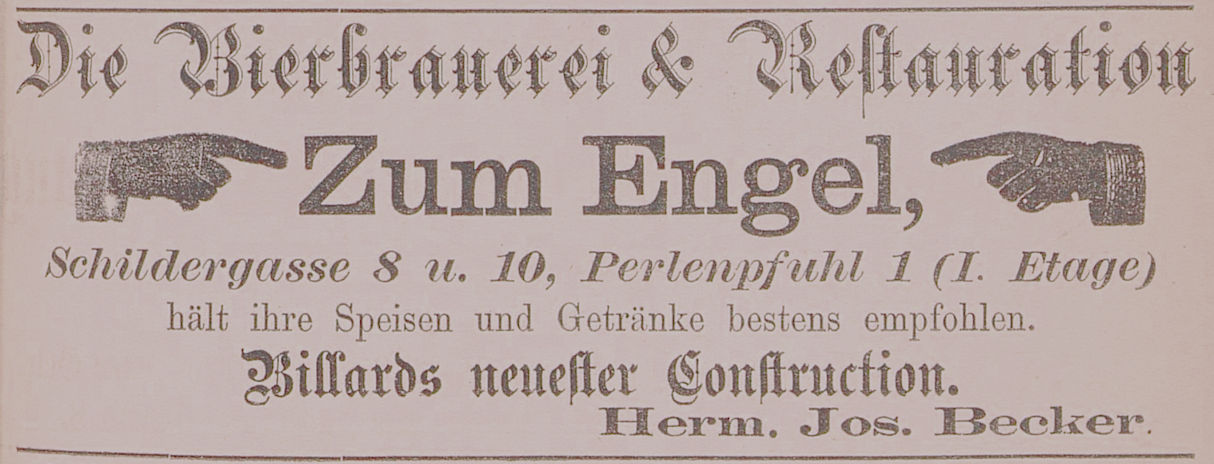 Die Bierbrauerei & Reſtauration
Zum Engel,
Schildergasse 8 u. 10, Perlenpfuhl 1 (I. Etage)
hält ihre Speisen und Getränke bestens empfohlen.
Billards neueſter Conſtruction.
Herm. Jos. Becker.